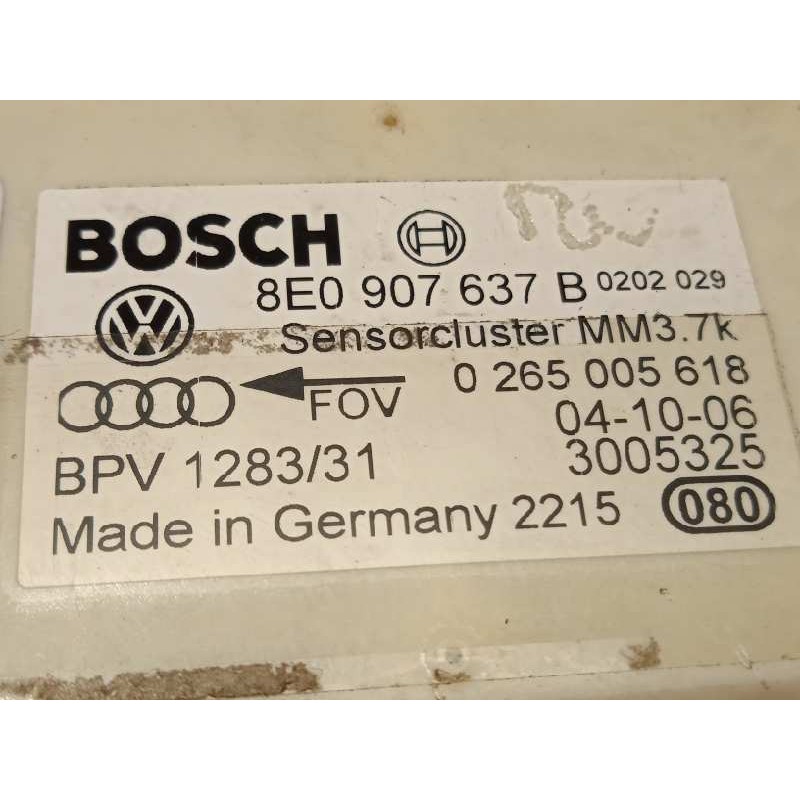 BOSCH
8E0 907 637 B 0202 029
Sensorcluster MM3.7k
FOV 0 265 005 618
04-10-06
BPV 1283/31 3005325
Made in Germany 2215 080